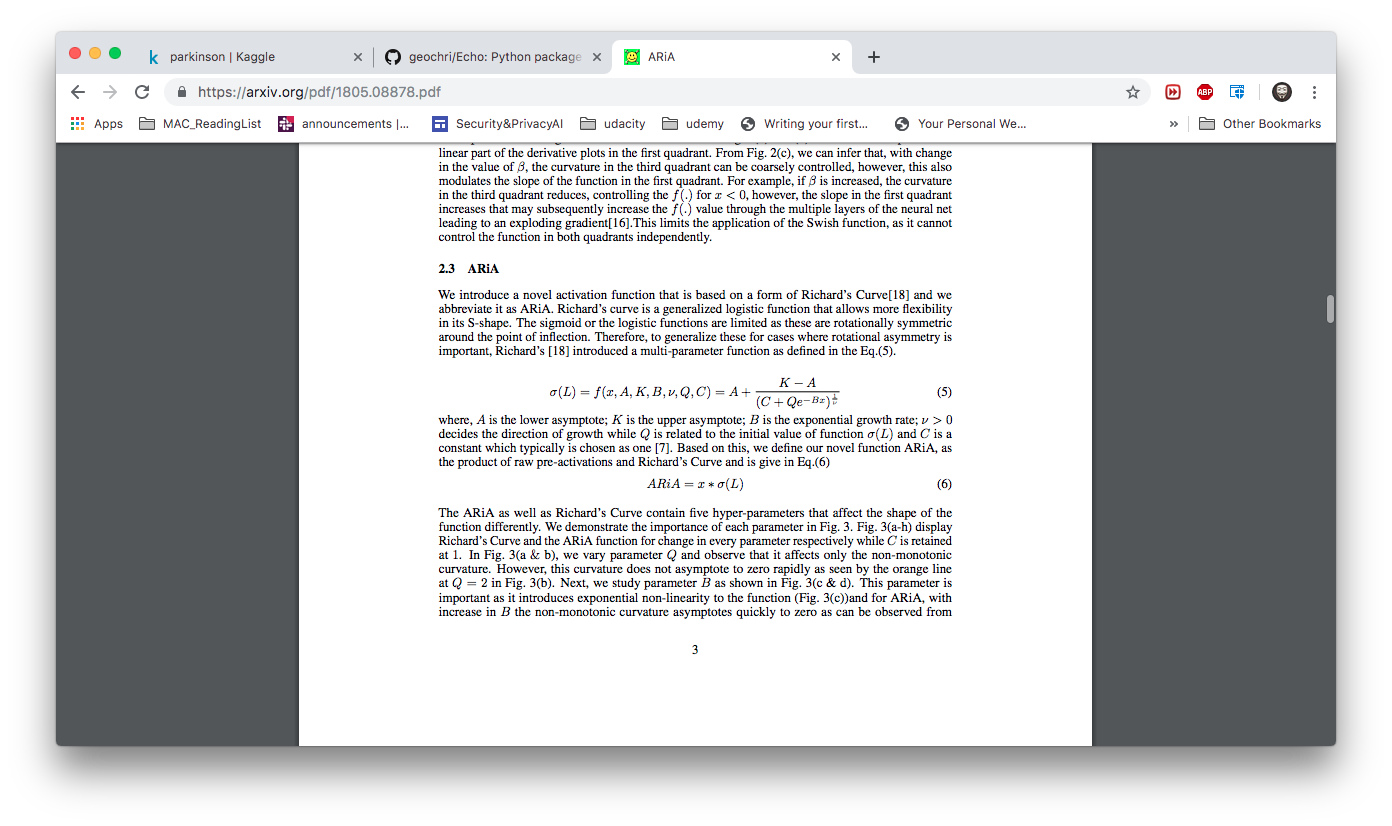 parkinson | Kaggle
geochri/Echo: Python package
ARiA
https://arxiv.org/pdf/1805.08878.pdf
ABP
Apps
MAC_ReadingList
announcements |...
Security&PrivacyAI
udacity
udemy
Writing your first...
Your Personal We...
»
Other Bookmarks
linear part of the derivative plots in the first quadrant. From Fig. 2(c), we can infer that, with change
in the value of β, the curvature in the third quadrant can be coarsely controlled, however, this also
modulates the slope of the function in the first quadrant. For example, if β is increased, the curvature
in the third quadrant reduces, controlling the f(.) for x < 0, however, the slope in the first quadrant
increases that may subsequently increase the f(.) value through the multiple layers of the neural net
leading to an exploding gradient[16].This limits the application of the Swish function, as it cannot
control the function in both quadrants independently.
2.3 ARiA
We introduce a novel activation function that is based on a form of Richard's Curve[18] and we
abbreviate it as ARiA. Richard's curve is a generalized logistic function that allows more flexibility
in its S-shape. The sigmoid or the logistic functions are limited as these are rotationally symmetric
around the point of inflection. Therefore, to generalize these for cases where rotational asymmetry is
important, Richard's [18] introduced a multi-parameter function as defined in the Eq.(5).
σ(L) = f(x, A, K, B, ν, Q, C) = A + (K − A) / (C + Qe^{−Bx})^{1/ν} (5)
where, A is the lower asymptote; K is the upper asymptote; B is the exponential growth rate; ν > 0
decides the direction of growth while Q is related to the initial value of function σ(L) and C is a
constant which typically is chosen as one [7]. Based on this, we define our novel function ARiA, as
the product of raw pre-activations and Richard's Curve and is give in Eq.(6)
ARiA = x ∗ σ(L) (6)
The ARiA as well as Richard's Curve contain five hyper-parameters that affect the shape of the
function differently. We demonstrate the importance of each parameter in Fig. 3. Fig. 3(a-h) display
Richard's Curve and the ARiA function for change in every parameter respectively while C is retained
at 1. In Fig. 3(a & b), we vary parameter Q and observe that it affects only the non-monotonic
curvature. However, this curvature does not asymptote to zero rapidly as seen by the orange line
at Q = 2 in Fig. 3(b). Next, we study parameter B as shown in Fig. 3(c & d). This parameter is
important as it introduces exponential non-linearity to the function (Fig. 3(c))and for ARiA, with
increase in B the non-monotonic curvature asymptotes quickly to zero as can be observed from
3